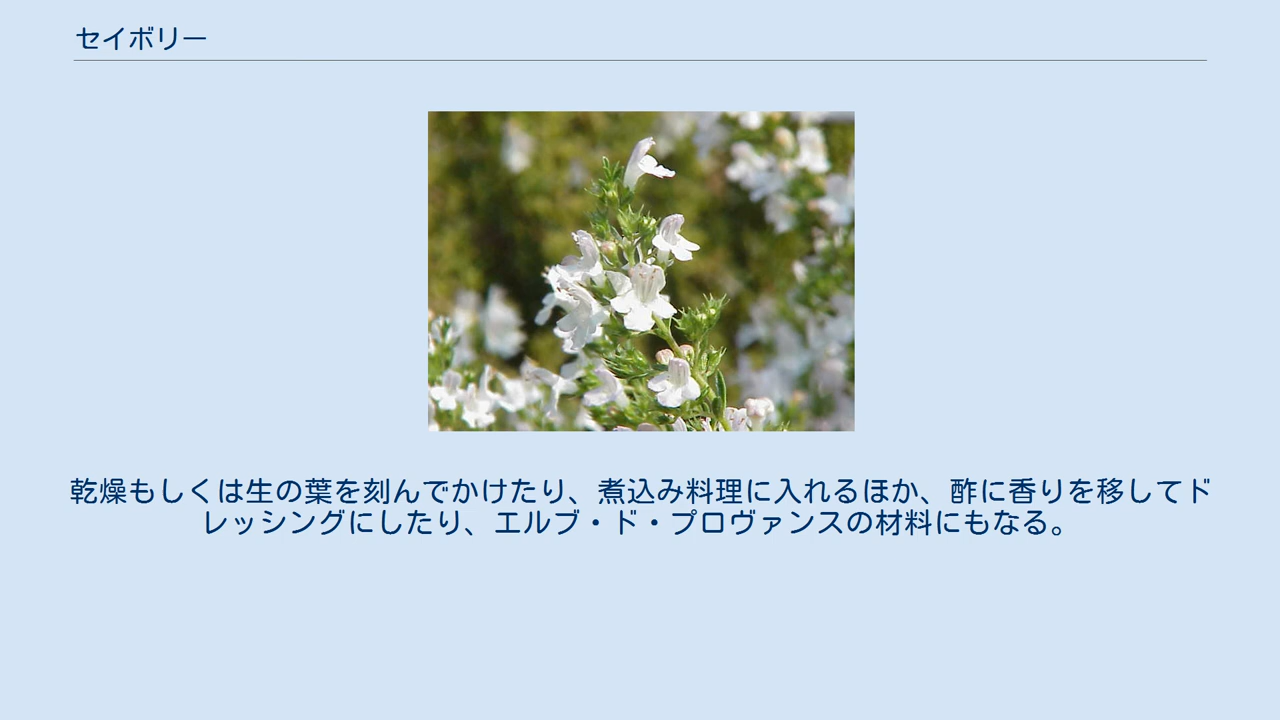 セイボリー
乾燥もしくは生の葉を刻んでかけたり、煮込み料理に入れるほか、酢に香りを移してド
レッシングにしたり、エルブ・ド・プロヴァンスの材料にもなる。